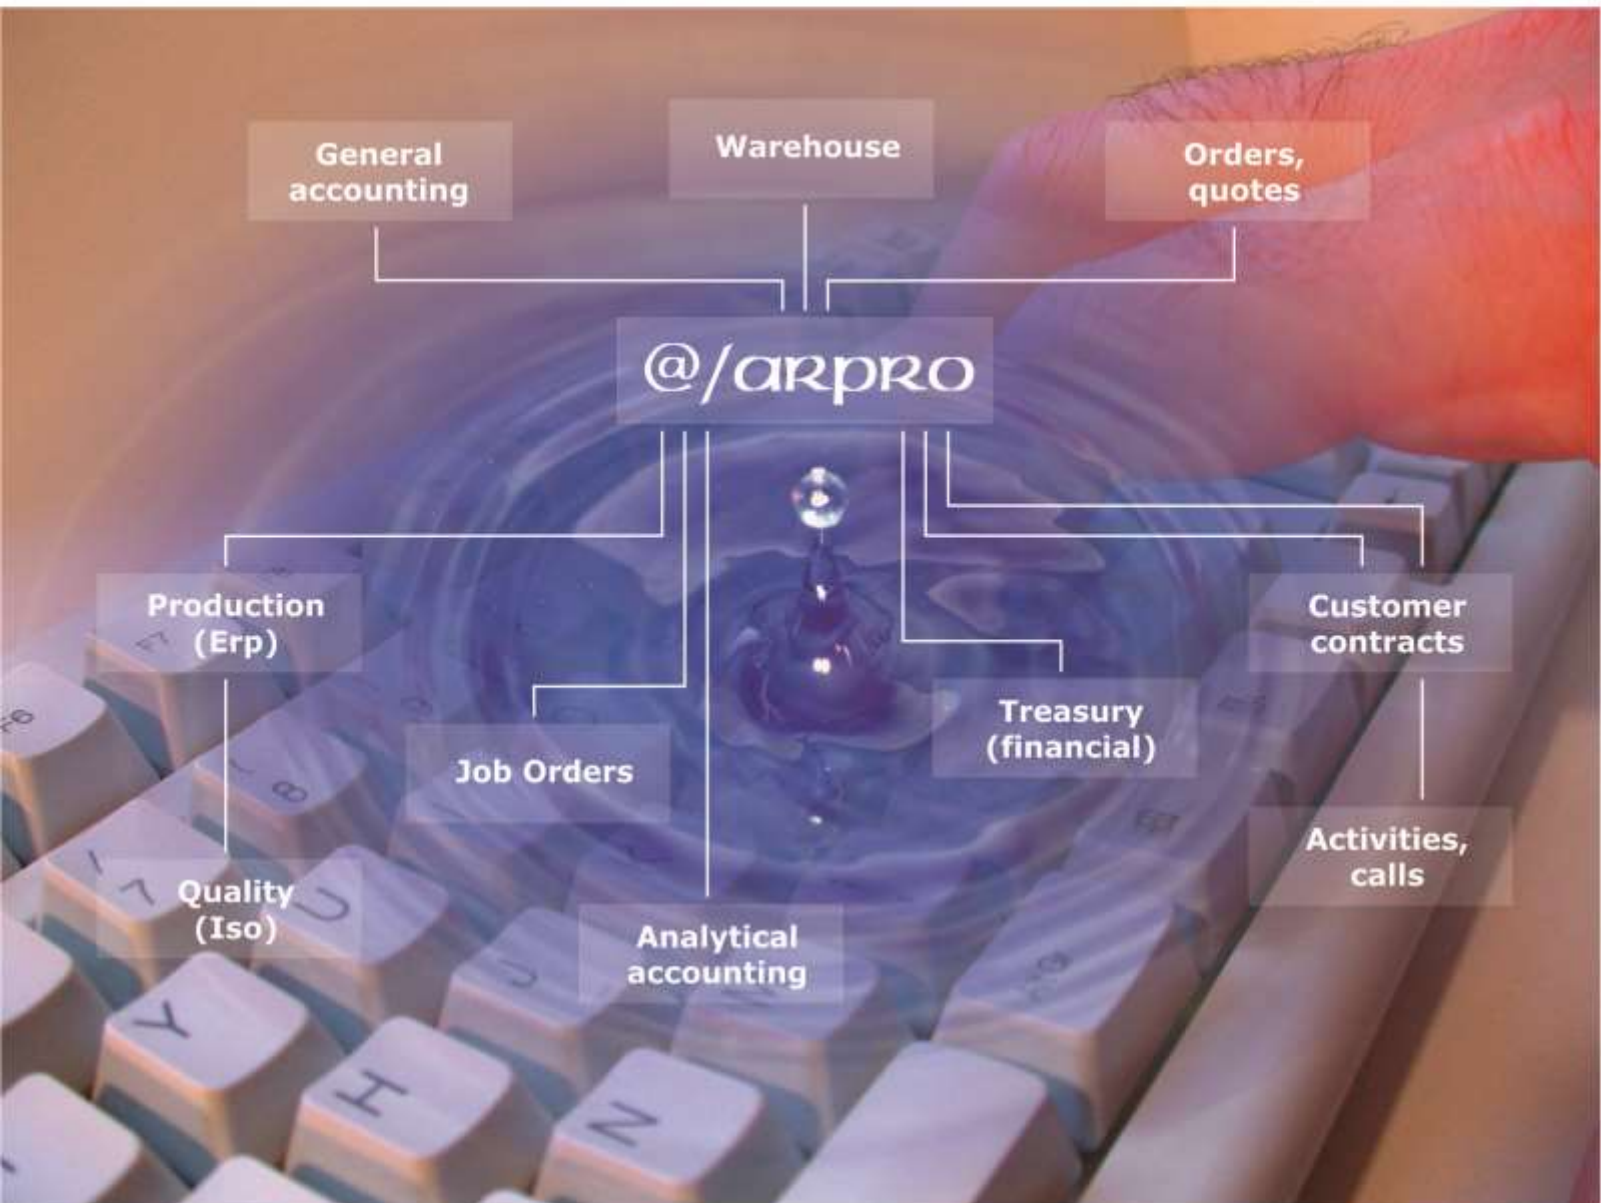 General
accounting
Warehouse
Orders,
quotes
@/arpro
Production
(Erp)
Customer
contracts
Job Orders
Treasury
(financial)
Quality
(Iso)
Activities,
calls
Analytical
accounting
Y
H
N
U
8